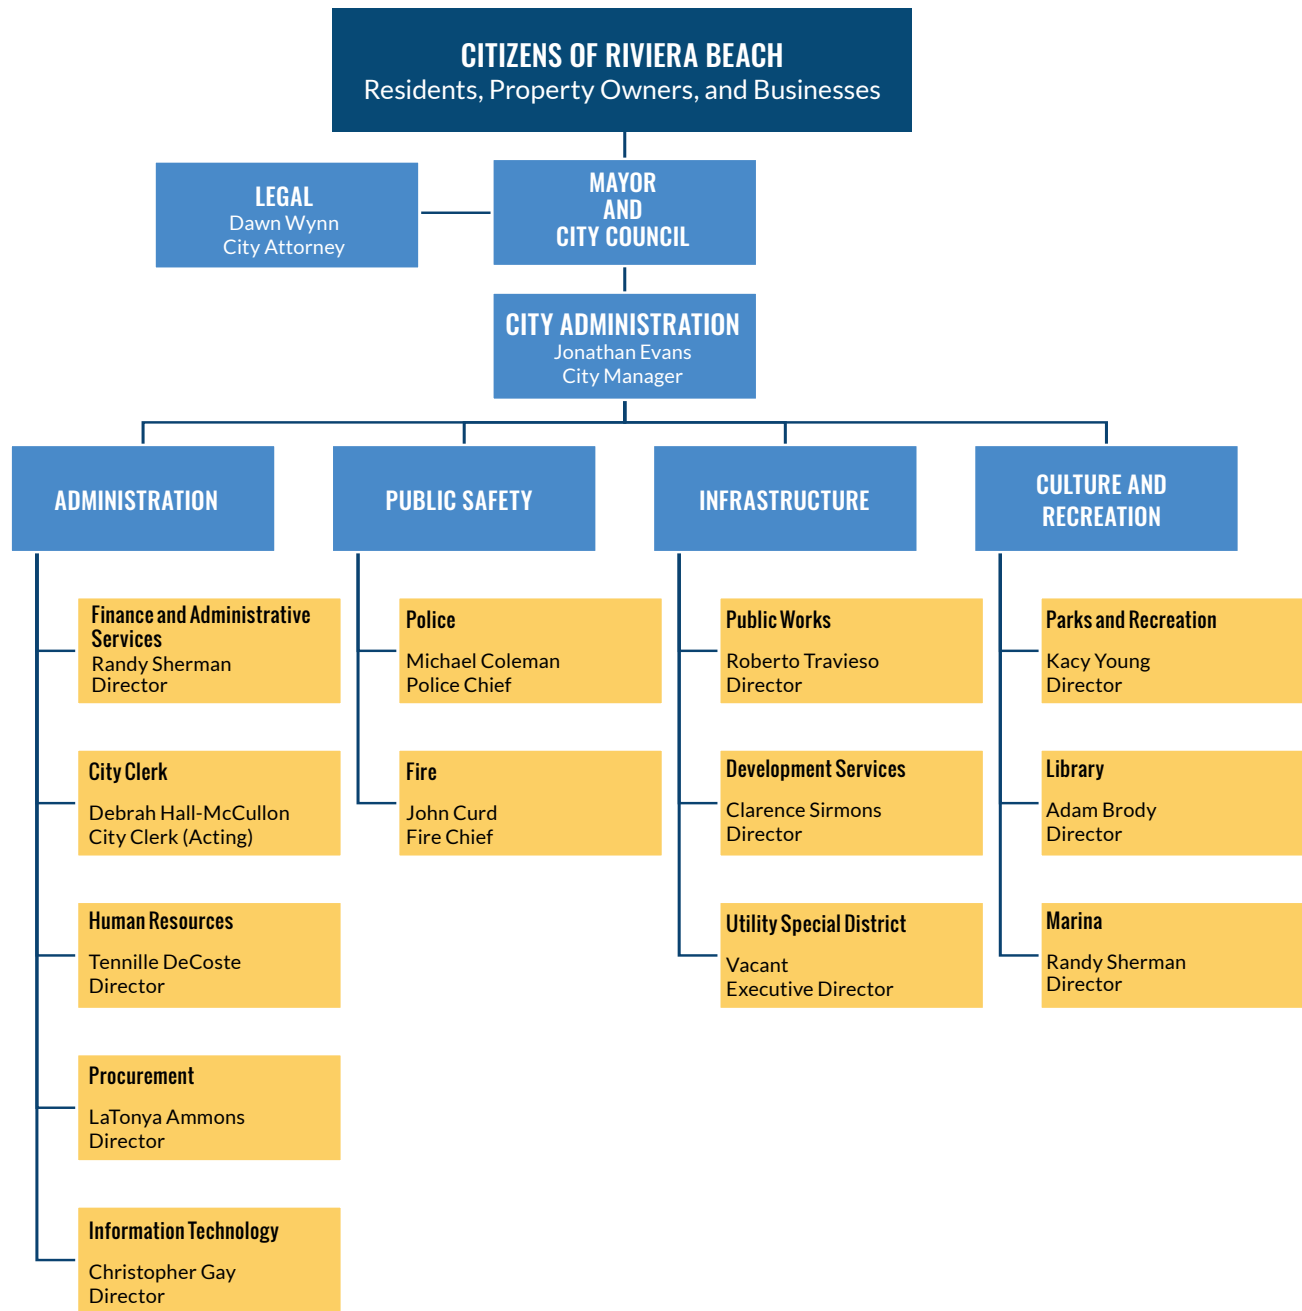 CITIZENS OF RIVIERA BEACH
Residents, Property Owners, and Businesses
LEGAL
Dawn Wynn
City Attorney
MAYOR
AND
CITY COUNCIL
CITY ADMINISTRATION
Jonathan Evans
City Manager
ADMINISTRATION
Finance and Administrative
Services
Randy Sherman
Director
City Clerk
Debrah Hall-McCullon
City Clerk (Acting)
Human Resources
Tennille DeCoste
Director
Procurement
LaTonya Ammons
Director
Information Technology
Christopher Gay
Director
PUBLIC SAFETY
Police
Michael Coleman
Police Chief
Fire
John Curd
Fire Chief
INFRASTRUCTURE
Public Works
Roberto Travieso
Director
Development Services
Clarence Sirmons
Director
Utility Special District
Vacant
Executive Director
CULTURE AND
RECREATION
Parks and Recreation
Kacy Young
Director
Library
Adam Brody
Director
Marina
Randy Sherman
Director